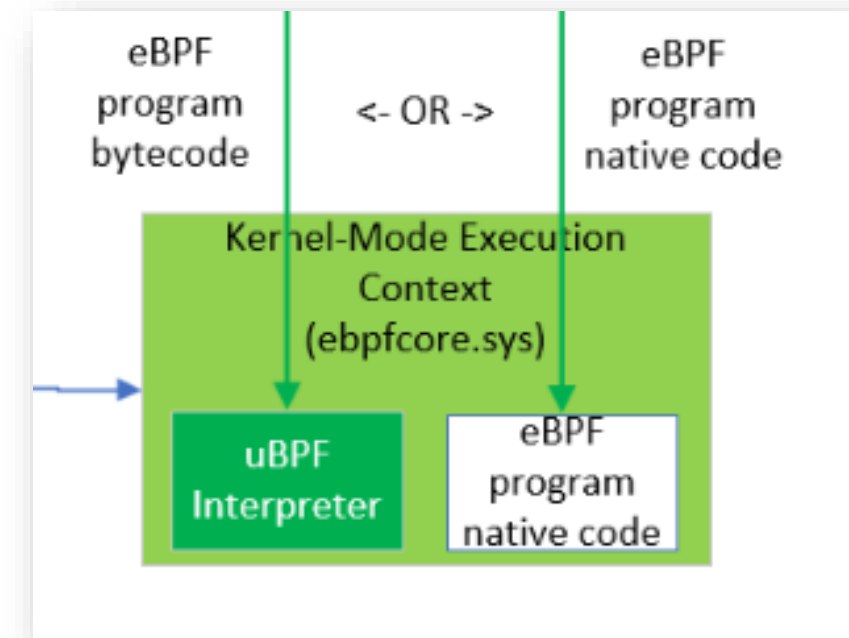 eBPF
program
bytecode
<- OR ->
eBPF
program
native code
Kernel-Mode Execution
Context
(ebpfcore.sys)
uBPF
Interpreter
eBPF
program
native code